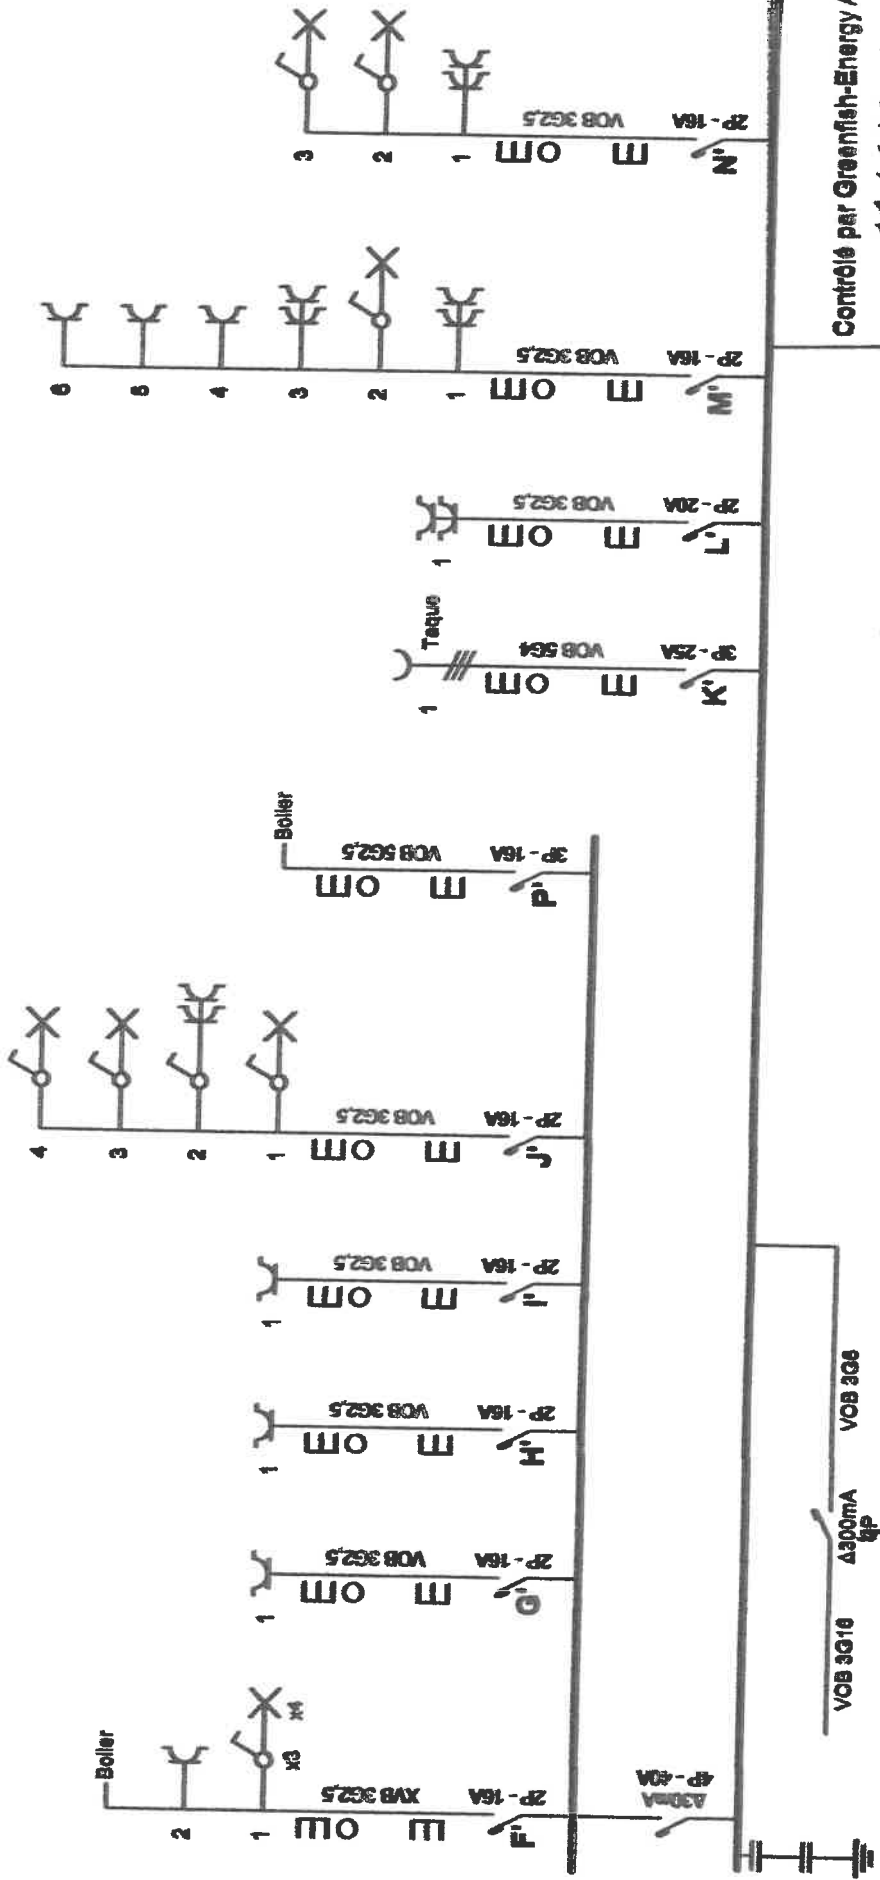 Boiler
2
1
x3
x4
XVB 3G2,5
2P - 16A
F'
Δ30mA
4P - 40A
1
VOB 3G2,5
2P - 16A
G'
1
VOB 3G2,5
2P - 16A
H'
1
VOB 3G2,5
2P - 16A
I'
4
3
2
1
VOB 3G2,5
2P - 16A
J'
Boiler
VOB 5G2,5
3P - 16A
P'
Taque
1
VOB 5G4
3P - 25A
K'
1
VOB 3G2,5
2P - 20A
L'
6
5
4
3
2
1
VOB 3G2,5
2P - 16A
M'
3
2
1
VOB 3G2,5
2P - 16A
N'
VOB 3G16
Δ300mA
VOB 3G6
Contrôlé par Greenfish-Energy